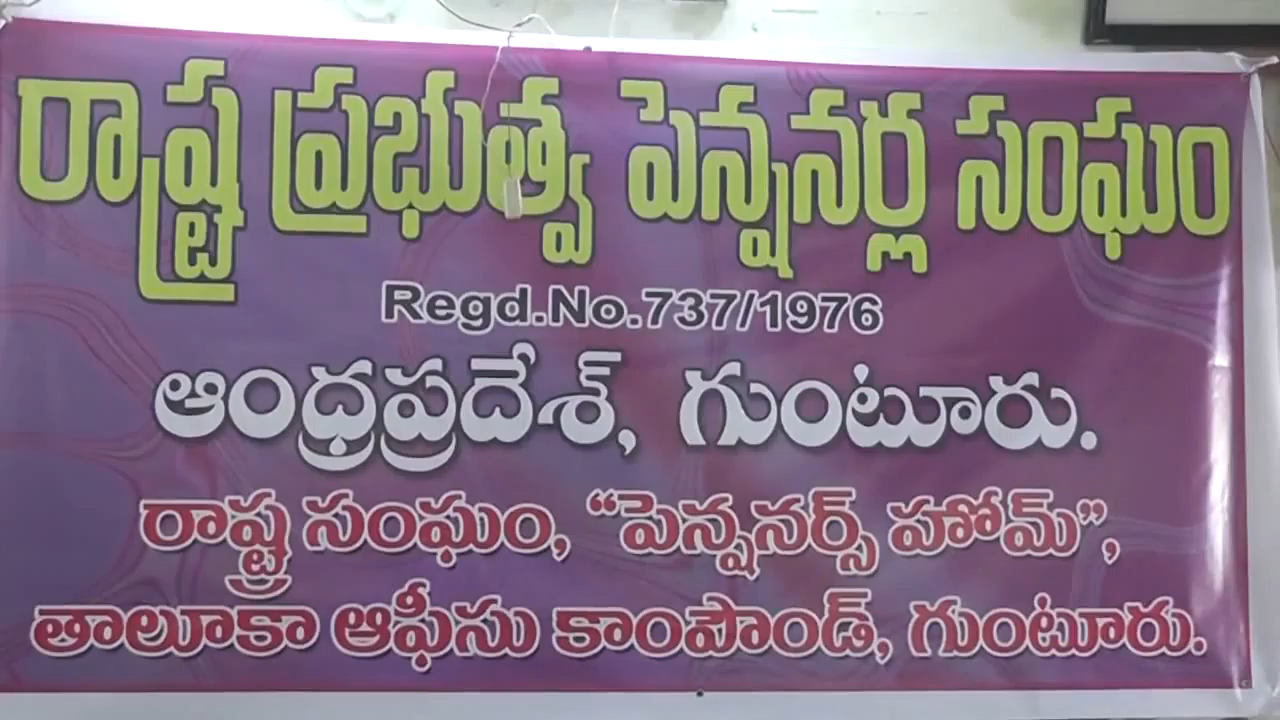 రాష్ట్ర ప్రభుత్వ పెన్షనర్ల సంఘం
Regd.No.737/1976
ఆంధ్రప్రదేశ్, గుంటూరు.
రాష్ట్ర సంఘం, “పెన్షనర్స్ హోమ్”,
తాలూకా ఆఫీసు కాంపౌండ్, గుంటూరు.